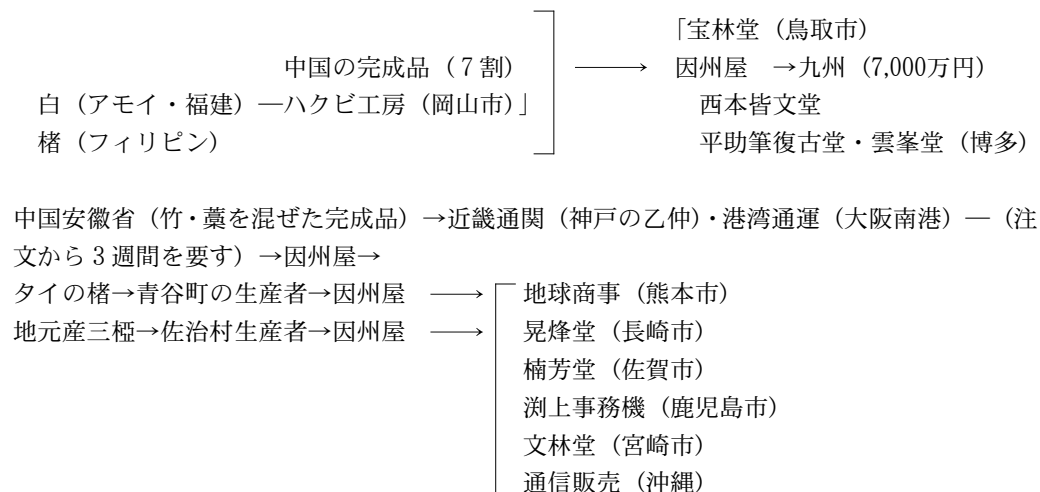 「宝林堂（鳥取市）
中国の完成品（７割） ⟶ 因州屋　→九州（7,000万円）
白（アモイ・福建）―ハクビ工房（岡山市）」 西本皆文堂
楮（フィリピン） 平助筆復古堂・雲峯堂（博多）
中国安徽省（竹・藁を混ぜた完成品）→近畿通関（神戸の乙仲）・港湾通運（大阪南港）―（注
文から３週間を要す）→因州屋→
タイの楮→青谷町の生産者→因州屋 ⟶ 地球商事（熊本市）
地元産三椏→佐治村生産者→因州屋 ⟶ 晃烽堂（長崎市）
楠芳堂（佐賀市）
渕上事務機（鹿児島市）
文林堂（宮崎市）
通信販売（沖縄）